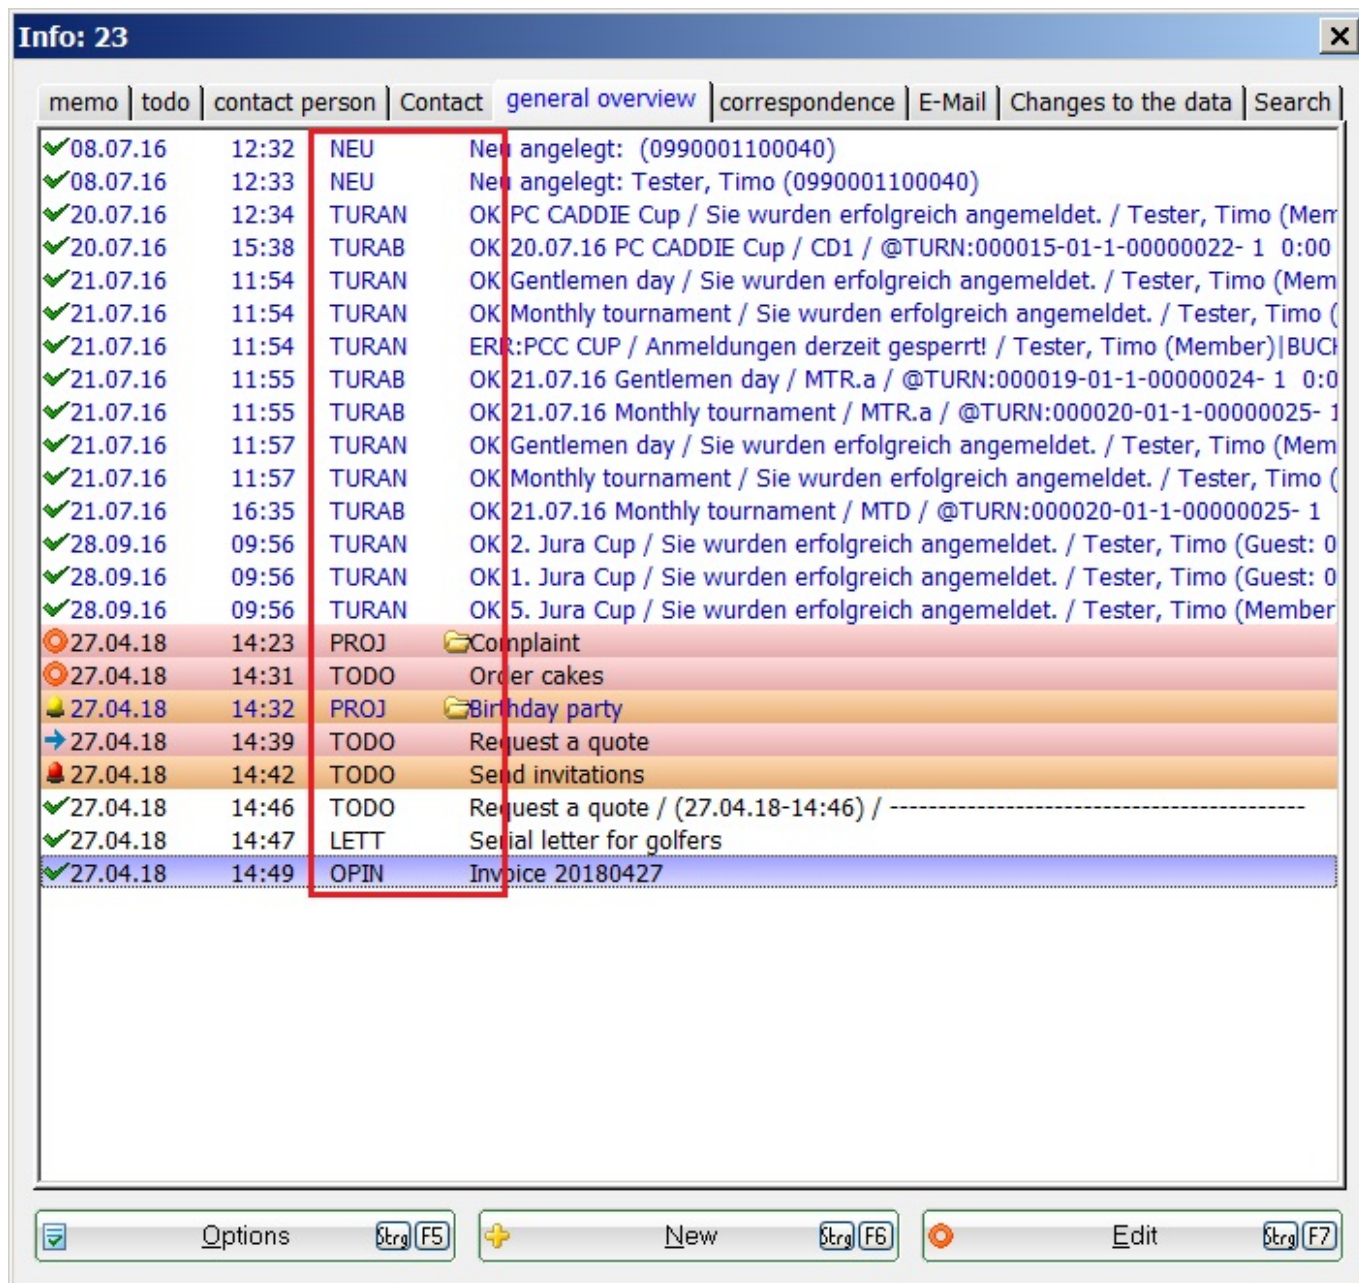 Info: 23
memo todo contact person Contact general overview correspondence E-Mail Changes to the data Search
08.07.16 12:32 NEU Neu angelegt: (0990001100040)
08.07.16 12:33 NEU Neu angelegt: Tester, Timo (0990001100040)
20.07.16 12:34 TURAN OK PC CADDIE Cup / Sie wurden erfolgreich angemeldet. / Tester, Timo (Mem
20.07.16 15:38 TURAB OK 20.07.16 PC CADDIE Cup / CD1 / @TURN:000015-01-1-00000022- 1 0:00
21.07.16 11:54 TURAN OK Gentlemen day / Sie wurden erfolgreich angemeldet. / Tester, Timo (Mem
21.07.16 11:54 TURAN OK Monthly tournament / Sie wurden erfolgreich angemeldet. / Tester, Timo (
21.07.16 11:54 TURAN ERR:PCC CUP / Anmeldungen derzeit gesperrt! / Tester, Timo (Member)|BUCH
21.07.16 11:55 TURAB OK 21.07.16 Gentlemen day / MTR.a / @TURN:000019-01-1-00000024- 1 0:0
21.07.16 11:55 TURAB OK 21.07.16 Monthly tournament / MTR.a / @TURN:000020-01-1-00000025- 1
21.07.16 11:57 TURAN OK Gentlemen day / Sie wurden erfolgreich angemeldet. / Tester, Timo (Mem
21.07.16 11:57 TURAN OK Monthly tournament / Sie wurden erfolgreich angemeldet. / Tester, Timo (
21.07.16 16:35 TURAB OK 21.07.16 Monthly tournament / MTD / @TURN:000020-01-1-00000025- 1
28.09.16 09:56 TURAN OK 2. Jura Cup / Sie wurden erfolgreich angemeldet. / Tester, Timo (Guest: 0
28.09.16 09:56 TURAN OK 1. Jura Cup / Sie wurden erfolgreich angemeldet. / Tester, Timo (Guest: 0
28.09.16 09:56 TURAN OK 5. Jura Cup / Sie wurden erfolgreich angemeldet. / Tester, Timo (Member
27.04.18 14:23 PROJ Complaint
27.04.18 14:31 TODO Order cakes
27.04.18 14:32 PROJ Birthday party
27.04.18 14:39 TODO Request a quote
27.04.18 14:42 TODO Send invitations
27.04.18 14:46 TODO Request a quote / (27.04.18-14:46) / -------------------------------------------
27.04.18 14:47 LETT Serial letter for golfers
27.04.18 14:49 OPIN Invoice 20180427
Options Strg F5 New Strg F6 Edit Strg F7